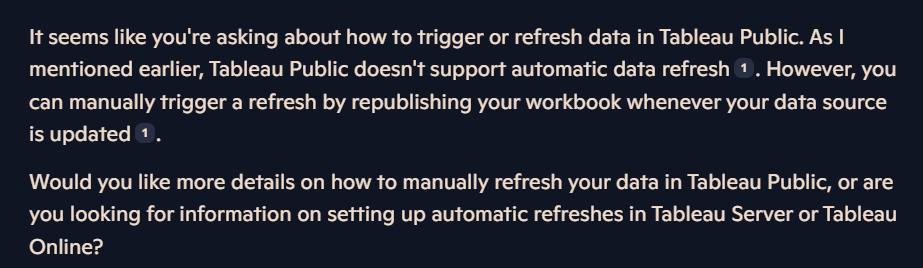 It seems like you're asking about how to trigger or refresh data in Tableau Public. As I
mentioned earlier, Tableau Public doesn't support automatic data refresh 1. However, you
can manually trigger a refresh by republishing your workbook whenever your data source
is updated 1.
Would you like more details on how to manually refresh your data in Tableau Public, or are
you looking for information on setting up automatic refreshes in Tableau Server or Tableau
Online?